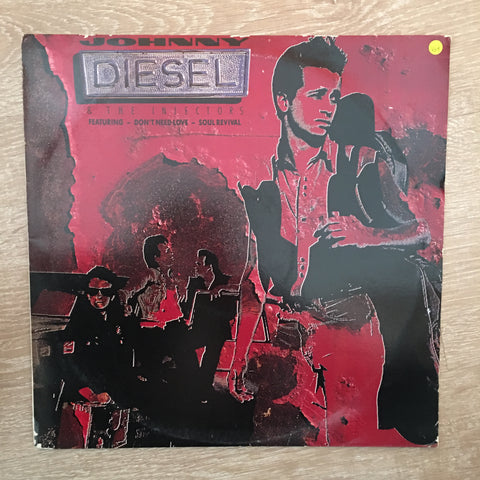 JOHNNY
DIESEL
& THE INJECTORS
FEATURING - DON'T NEED LOVE - SOUL REVIVAL